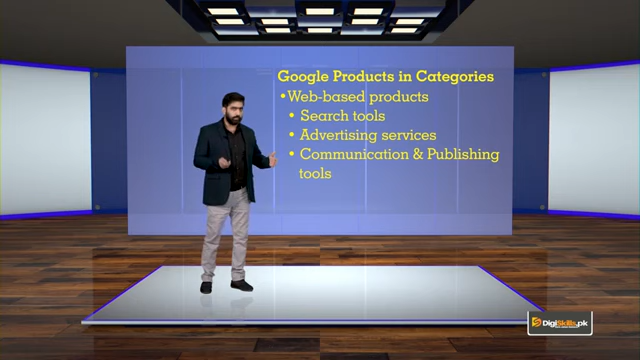 Google Products in Categories
•Web-based products
• Search tools
• Advertising services
• Communication & Publishing
tools
DigiSkills.pk